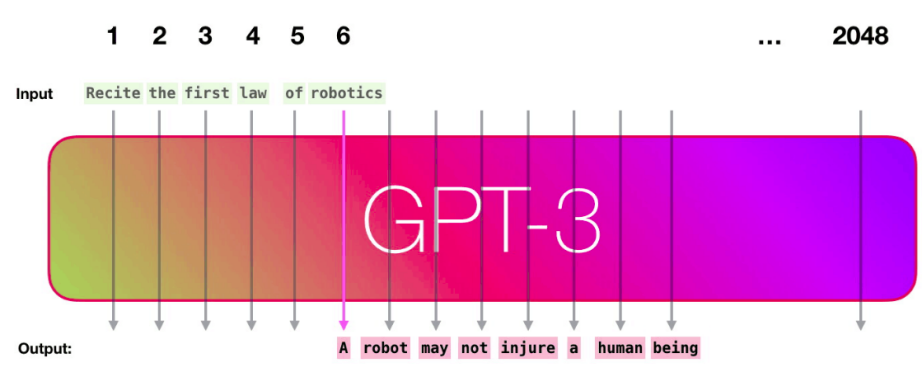 1 2 3 4 5 6 ... 2048
Input Recite the first law of robotics
GPT-3
Output: A robot may not injure a human being